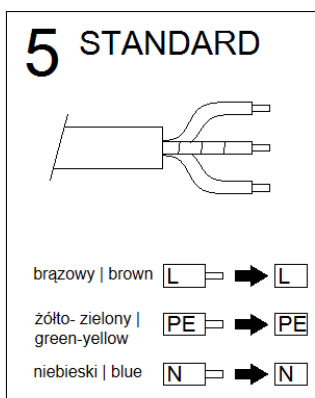 5 STANDARD
brązowy | brown L L
żółto- zielony |
green-yellow PE PE
niebieski | blue N N